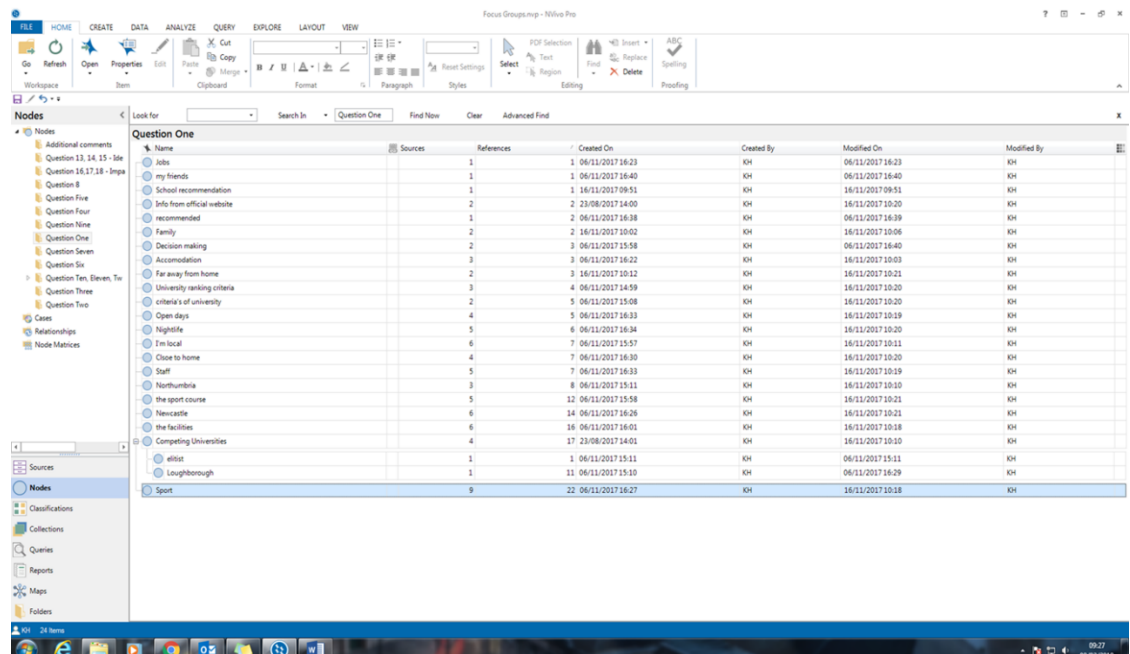 Focus Groups.nvp - NVivo Pro
FILE HOME CREATE DATA ANALYZE QUERY EXPLORE LAYOUT VIEW
Go Refresh Open Properties Edit Paste Cut Copy Merge
B I U A Reset Settings
Select PDF Selection Text Region Find Insert Replace Delete ABC Spelling
Workspace Item Clipboard Format Paragraph Styles Editing Proofing
Nodes Look for Search In Question One Find Now Clear Advanced Find x
Nodes
Additional comments
Question 13, 14, 15 - Ide
Question 16,17,18 - Impa
Question 8
Question Five
Question Four
Question Nine
Question One
Question Seven
Question Six
Question Ten, Eleven, Tw
Question Three
Question Two
Cases
Relationships
Node Matrices
Sources
Nodes
Classifications
Collections
Queries
Reports
Maps
Folders
Question One
Name Sources References Created On Created By Modified On Modified By
Jobs 1 1 06/11/2017 16:23 KH 06/11/2017 16:23 KH
my friends 1 1 06/11/2017 16:40 KH 06/11/2017 16:40 KH
School recommendation 1 1 16/11/2017 09:51 KH 16/11/2017 09:51 KH
Info from official website 2 2 23/08/2017 14:00 KH 16/11/2017 10:20 KH
recommended 1 2 06/11/2017 16:38 KH 06/11/2017 16:39 KH
Family 2 2 16/11/2017 10:02 KH 16/11/2017 10:06 KH
Decision making 2 3 06/11/2017 15:58 KH 06/11/2017 16:40 KH
Accomodation 3 3 06/11/2017 16:22 KH 16/11/2017 10:03 KH
Far away from home 2 3 16/11/2017 10:12 KH 16/11/2017 10:21 KH
University ranking criteria 3 4 06/11/2017 14:59 KH 16/11/2017 10:20 KH
criteria's of university 2 5 06/11/2017 15:08 KH 16/11/2017 10:20 KH
Open days 4 5 06/11/2017 16:33 KH 16/11/2017 10:19 KH
Nightlife 5 6 06/11/2017 16:34 KH 16/11/2017 10:20 KH
I'm local 6 7 06/11/2017 15:57 KH 16/11/2017 10:11 KH
Clsoe to home 4 7 06/11/2017 16:30 KH 16/11/2017 10:20 KH
Staff 5 7 06/11/2017 16:33 KH 16/11/2017 10:19 KH
Northumbria 3 8 06/11/2017 15:11 KH 16/11/2017 10:10 KH
the sport course 5 12 06/11/2017 15:58 KH 16/11/2017 10:21 KH
Newcastle 6 14 06/11/2017 16:26 KH 16/11/2017 10:21 KH
the facilities 6 16 06/11/2017 16:01 KH 16/11/2017 10:18 KH
Competing Universities 4 17 23/08/2017 14:01 KH 16/11/2017 10:10 KH
elitist 1 1 06/11/2017 15:11 KH 06/11/2017 15:11 KH
Loughborough 1 11 06/11/2017 15:10 KH 06/11/2017 16:29 KH
Sport 9 22 06/11/2017 16:27 KH 16/11/2017 10:18 KH
KH 24 Items
09:27